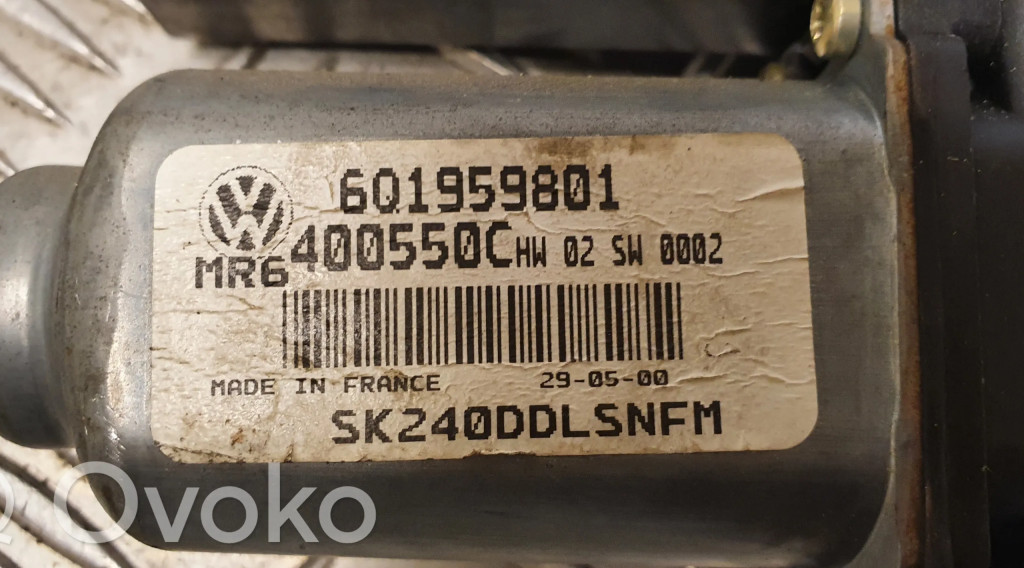 6Q1959801
400550C HW 02 SW 0002
MR6
MADE IN FRANCE 29-05-00
SK240DDLSNFM
Ovoko